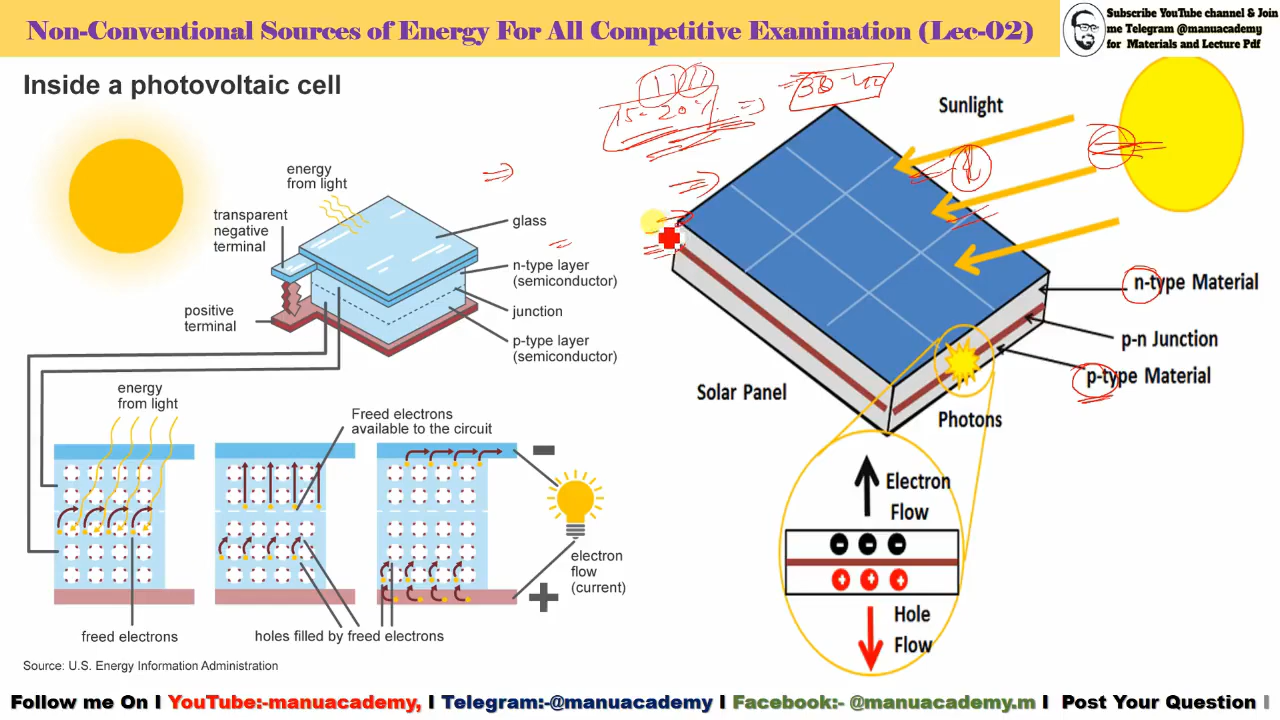 Non-Conventional Sources of Energy For All Competitive Examination (Lec-02)
Subscribe YouTube channel & Join
me Telegram @manuacademy
for Materials and Lecture Pdf
Inside a photovoltaic cell
energy
from light
transparent
negative
terminal
positive
terminal
glass
n-type layer
(semiconductor)
junction
p-type layer
(semiconductor)
energy
from light
Freed electrons
available to the circuit
electron
flow
(current)
freed electrons
holes filled by freed electrons
Source: U.S. Energy Information Administration
15-20%
Sunlight
n-type Material
p-n Junction
p-type Material
Solar Panel
Photons
Electron
Flow
Hole
Flow
Follow me On I YouTube:-manuacademy, I Telegram:-@manuacademy I Facebook:- @manuacademy.m I Post Your Question I